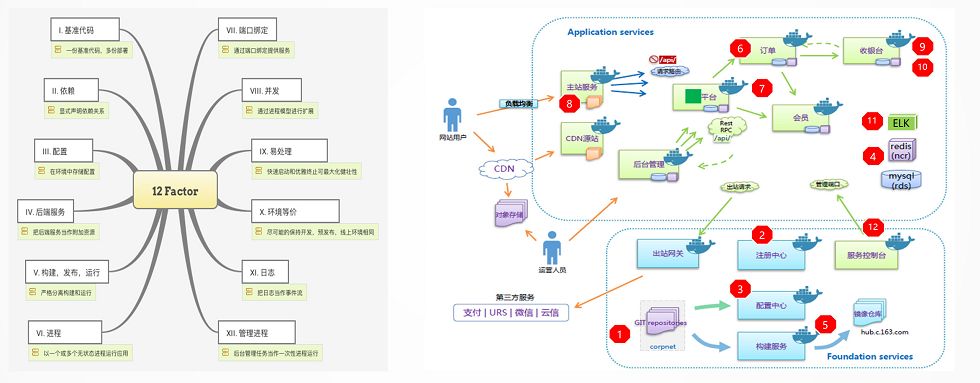 I. 基准代码
一份基准代码，多份部署
II. 依赖
显式声明依赖关系
III. 配置
在环境中存储配置
IV. 后端服务
把后端服务当作附加资源
V. 构建，发布，运行
严格分离构建和运行
VI. 进程
以一个或多个无状态进程运行应用
12 Factor
VII. 端口绑定
通过端口绑定提供服务
VIII. 并发
通过进程模型进行扩展
IX. 易处理
快速启动和优雅终止可最大化健壮性
X. 环境等价
尽可能的保持开发、预发布、线上环境相同
XI. 日志
把日志当作事件流
XII. 管理进程
后台管理任务当作一次性进程运行
Application services
网站用户
负载均衡
主站服务
8
CDN源站
CDN
对象存储
运营人员
/api/
请求路由
平台
7
6
订单
收银台
9
10
会员
Rest
RPC
/api/
后台管理
11
ELK
4
redis
(ncr)
mysql
(rds)
出站请求
管理端口
出站网关
2
注册中心
12
服务控制台
第三方服务
支付 | URS | 微信 | 云信
1
GIT repositories
corpnet
3
配置中心
5
构建服务
镜像仓库
hub.c.163.com
Foundation services